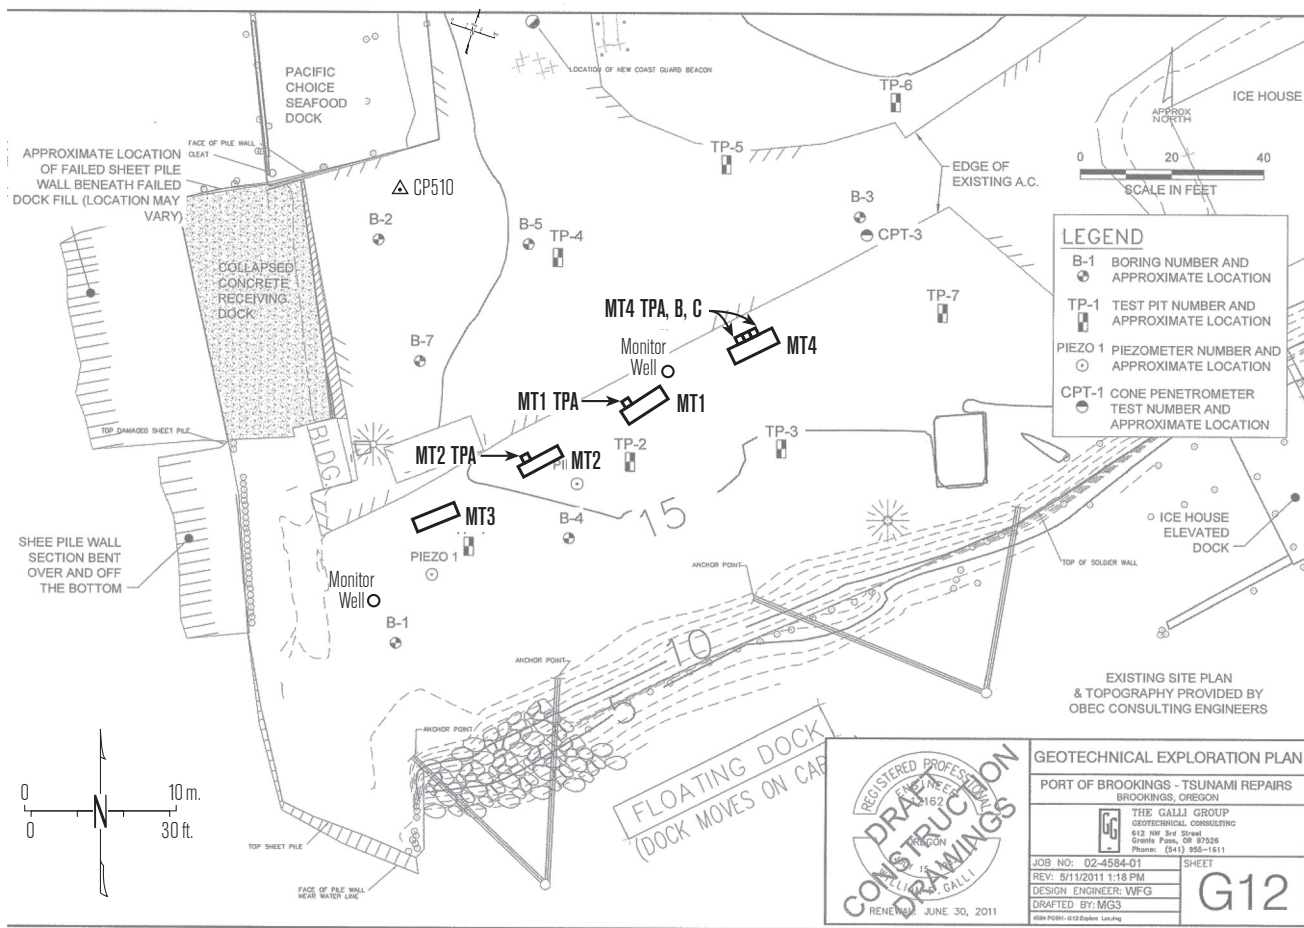 PACIFIC
CHOICE
SEAFOOD
DOCK
LOCATION OF NEW COAST GUARD BEACON
TP-6
ICE HOUSE
APPROX
NORTH
FACE OF PILE WALL
CLEAT
APPROXIMATE LOCATION
OF FAILED SHEET PILE
WALL BENEATH FAILED
DOCK FILL (LOCATION MAY
VARY)
CP510
TP-5
EDGE OF
EXISTING A.C.
0 20 40
SCALE IN FEET
B-2
B-5
TP-4
B-3
CPT-3
LEGEND
B-1 BORING NUMBER AND
APPROXIMATE LOCATION
TP-1 TEST PIT NUMBER AND
APPROXIMATE LOCATION
PIEZO 1 PIEZOMETER NUMBER AND
APPROXIMATE LOCATION
CPT-1 CONE PENETROMETER
TEST NUMBER AND
APPROXIMATE LOCATION
COLLAPSED
CONCRETE
RECEIVING
DOCK
TP-7
MT4 TPA, B, C
MT4
B-7
Monitor
Well
MT1 TPA
MT1
TOP DAMAGED SHEET PILE
BLDG.
MT2 TPA
MT2
TP-2
TP-3
MT3
15
B-4
PIEZO 1
SHEE PILE WALL
SECTION BENT
OVER AND OFF
THE BOTTOM
ICE HOUSE
ELEVATED
DOCK
TOP OF SOLDIER WALL
ANCHOR POINT
Monitor
Well
B-1
10
ANCHOR POINT
5
EXISTING SITE PLAN
& TOPOGRAPHY PROVIDED BY
OBEC CONSULTING ENGINEERS
ANCHOR POINT
FLOATING DOCK
(DOCK MOVES ON CAP
0 10 m.
N
0 30 ft.
TOP SHEET PILE
FACE OF PILE WALL
NEAR WATER LINE
REGISTERED PROFESSIONAL
ENGINEER
12162
OREGON
WILLIAM F. GALLI
RENEWAL: JUNE 30, 2011
DRAFT
CONSTRUCTION
DRAWINGS
GEOTECHNICAL EXPLORATION PLAN
PORT OF BROOKINGS - TSUNAMI REPAIRS
BROOKINGS, OREGON
GG
THE GALLI GROUP
GEOTECHNICAL CONSULTING
612 NW 3rd Street
Grants Pass, OR 97526
Phone: (541) 955-1611
JOB NO: 02-4584-01
REV: 5/11/2011 1:18 PM
DESIGN ENGINEER: WFG
DRAFTED BY: MG3
SHEET
G12